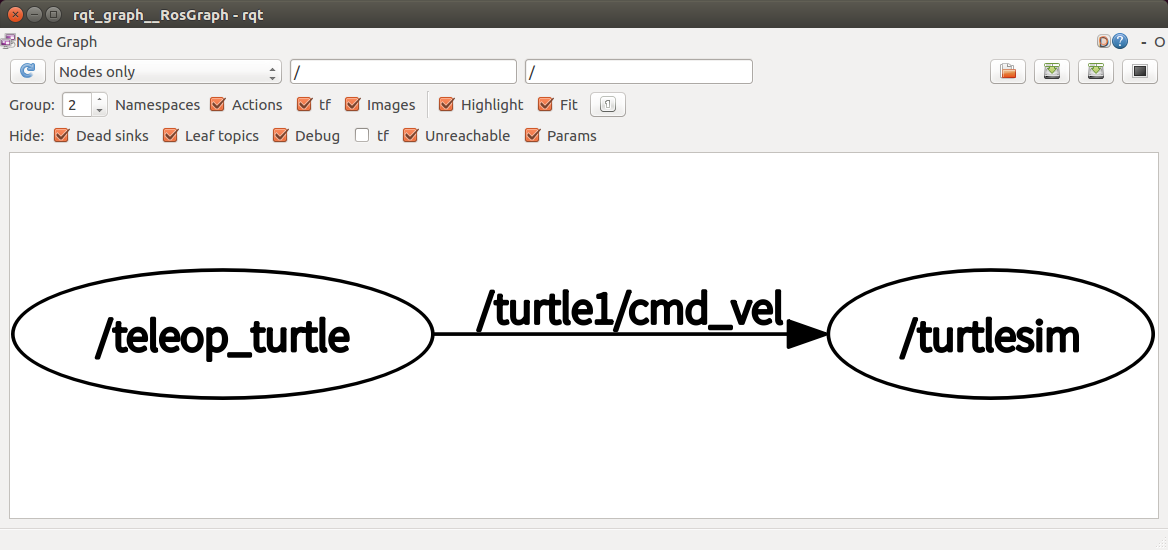 rqt_graph__RosGraph - rqt
Node Graph D ? - O
Nodes only / /
Group: 2 Namespaces Actions tf Images Highlight Fit 1
Hide: Dead sinks Leaf topics Debug tf Unreachable Params
/turtle1/cmd_vel
/teleop_turtle /turtlesim